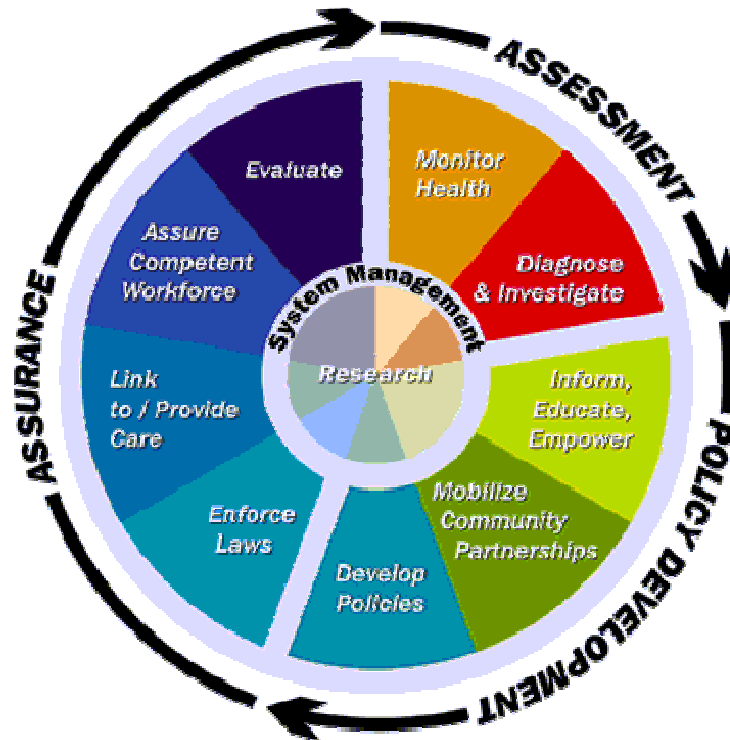 ASSESSMENT
Monitor
Health
Diagnose
& Investigate
Inform,
Educate,
Empower
POLICY DEVELOPMENT
Mobilize
Community
Partnerships
Develop
Policies
Enforce
Laws
Link
to / Provide
Care
ASSURANCE
Assure
Competent
Workforce
Evaluate
System Management
Research